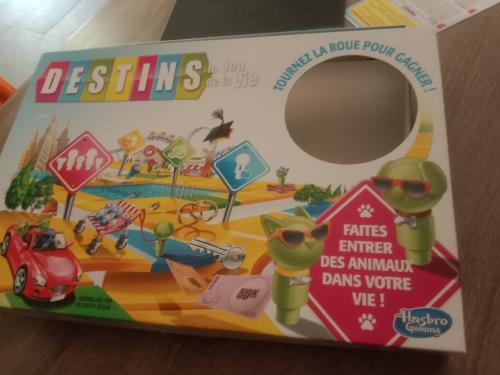 DESTINS
le Jeu
de la Vie
TOURNEZ LA ROUE POUR GAGNER !
50K
FAITES
ENTRER
DES ANIMAUX
DANS VOTRE
VIE !
Hasbro
Gaming